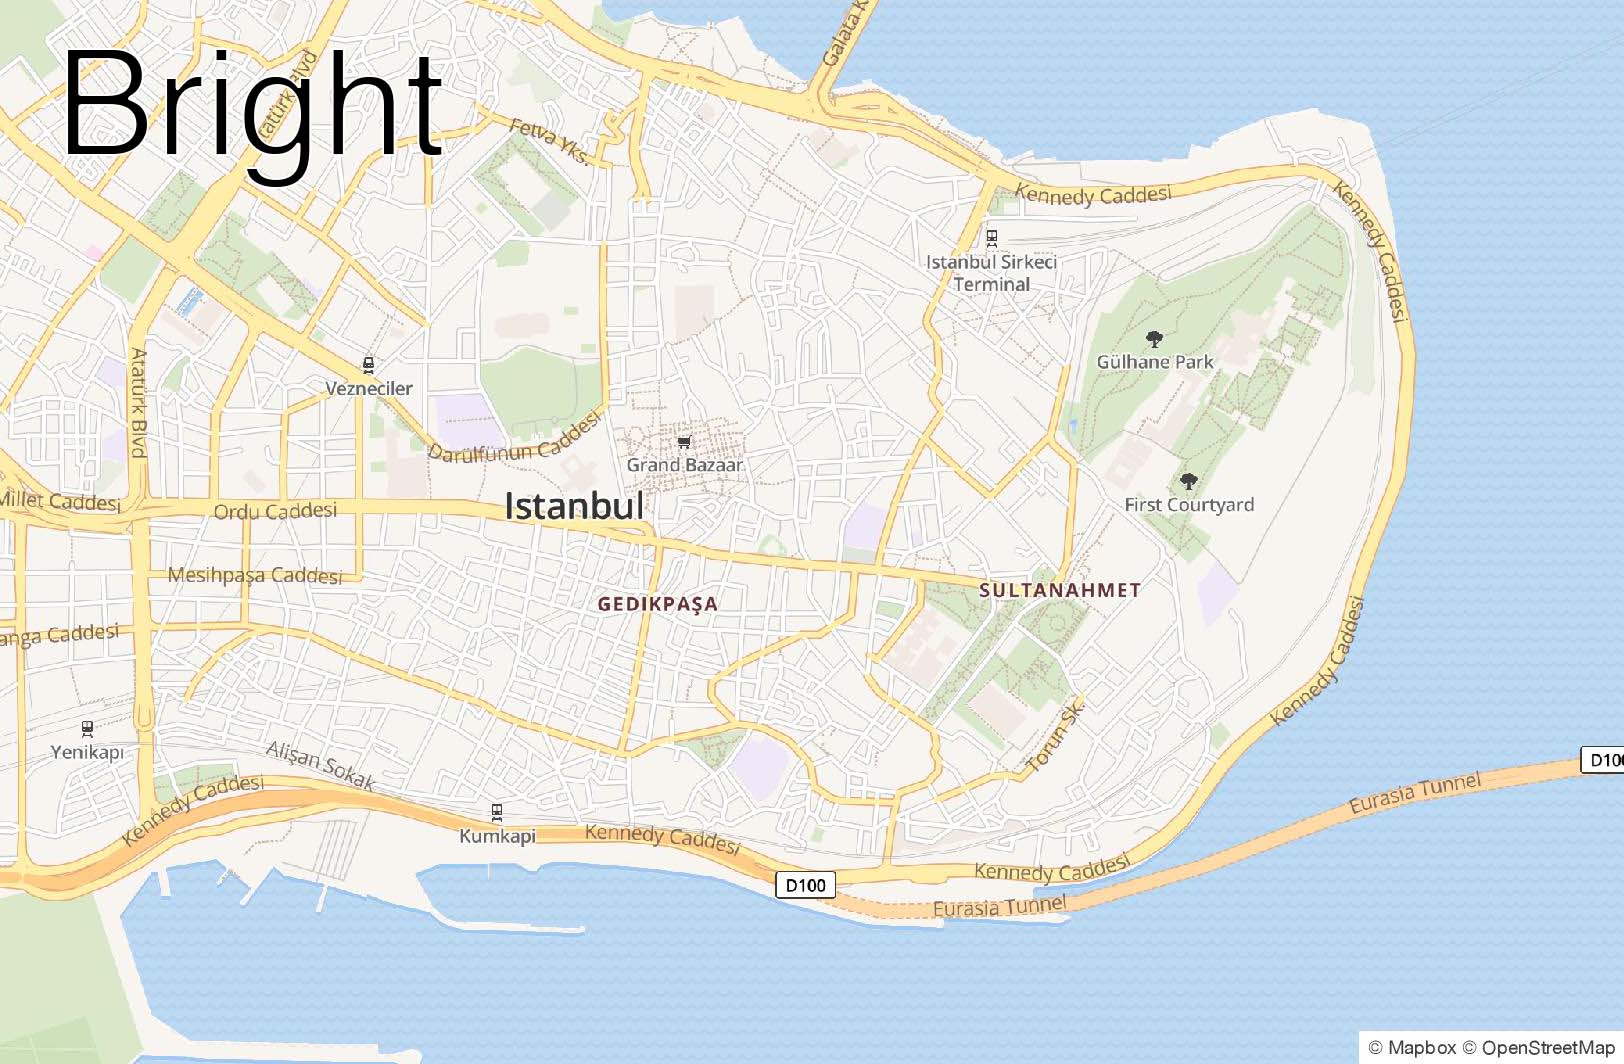 Bright
Galata K
Atatürk Blvd
Fetva Yks.
Kennedy Caddesi
Kennedy Caddesi
Istanbul Sirkeci
Terminal
Gülhane Park
Vezneciler
Atatürk Blvd
Darülfünun Caddesi
Grand Bazaar
Millet Caddesi
Ordu Caddesi
Istanbul
First Courtyard
Mesihpaşa Caddesi
GEDIKPAŞA
SULTANAHMET
anga Caddesi
Kennedy Caddesi
Torun Sk.
Yenikapı
Alişan Sokak
D100
Eurasia Tunnel
Kennedy Caddesi
Kumkapi
Kennedy Caddesi
Kennedy Caddesi
D100
Eurasia Tunnel
© Mapbox © OpenStreetMap